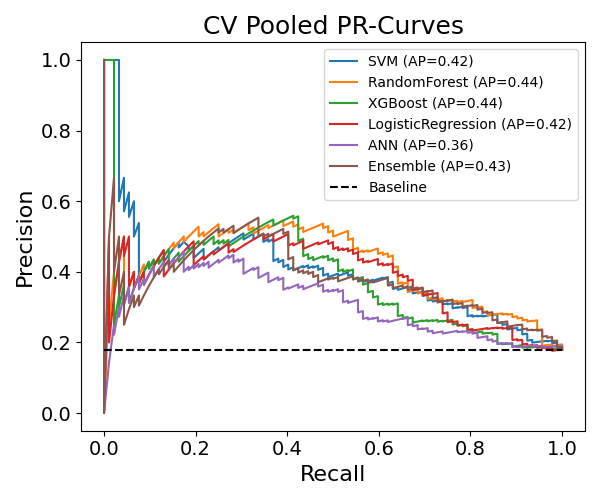 CV Pooled PR-Curves
Precision
1.0
0.8
0.6
0.4
0.2
0.0
SVM (AP=0.42)
RandomForest (AP=0.44)
XGBoost (AP=0.44)
LogisticRegression (AP=0.42)
ANN (AP=0.36)
Ensemble (AP=0.43)
Baseline
0.0 0.2 0.4 0.6 0.8 1.0
Recall